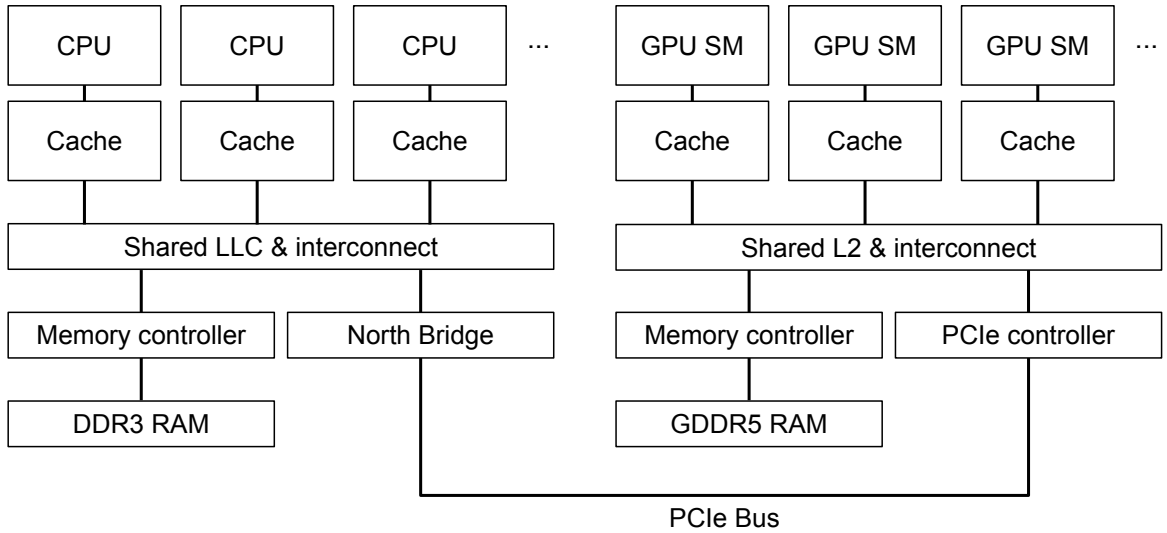 CPU CPU CPU ... GPU SM GPU SM GPU SM ...
Cache Cache Cache Cache Cache Cache
Shared LLC & interconnect Shared L2 & interconnect
Memory controller North Bridge Memory controller PCIe controller
DDR3 RAM GDDR5 RAM
PCIe Bus